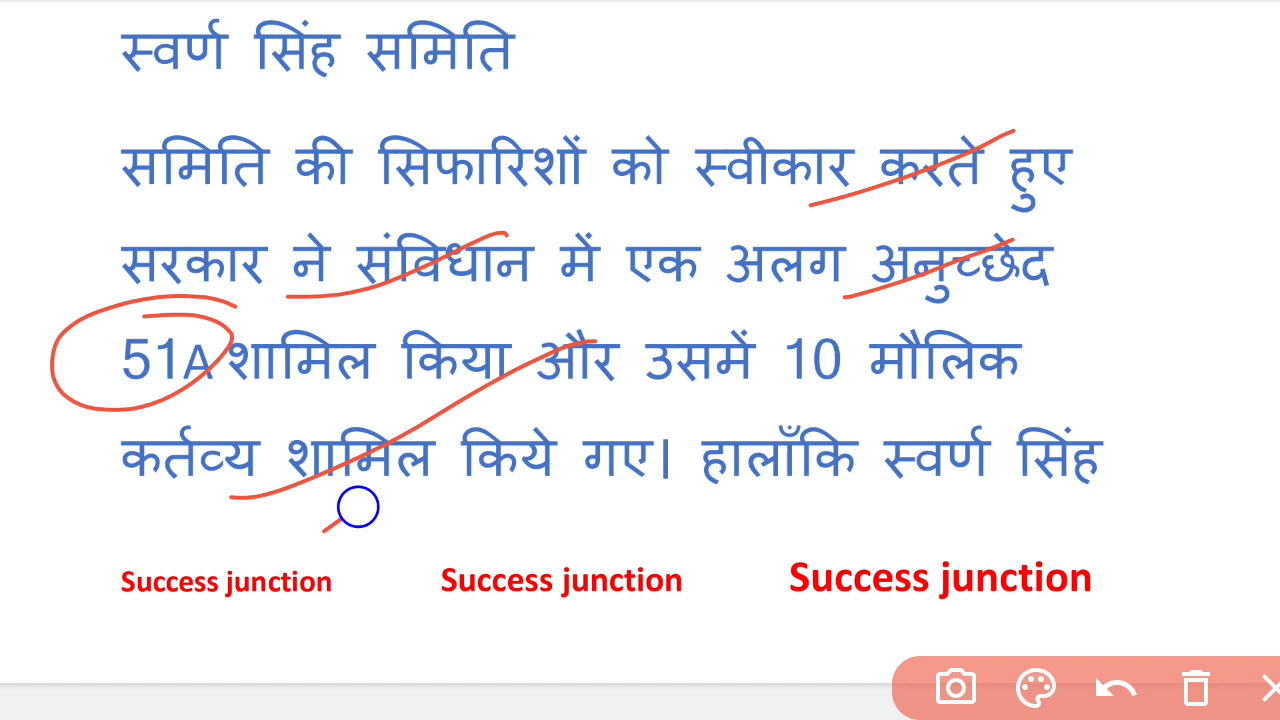 स्वर्ण सिंह समिति
समिति की सिफारिशों को स्वीकार करते हुए
सरकार ने संविधान में एक अलग अनुच्छेद
51A शामिल किया और उसमें 10 मौलिक
कर्तव्य शामिल किये गए। हालाँकि स्वर्ण सिंह
Success junction Success junction Success junction